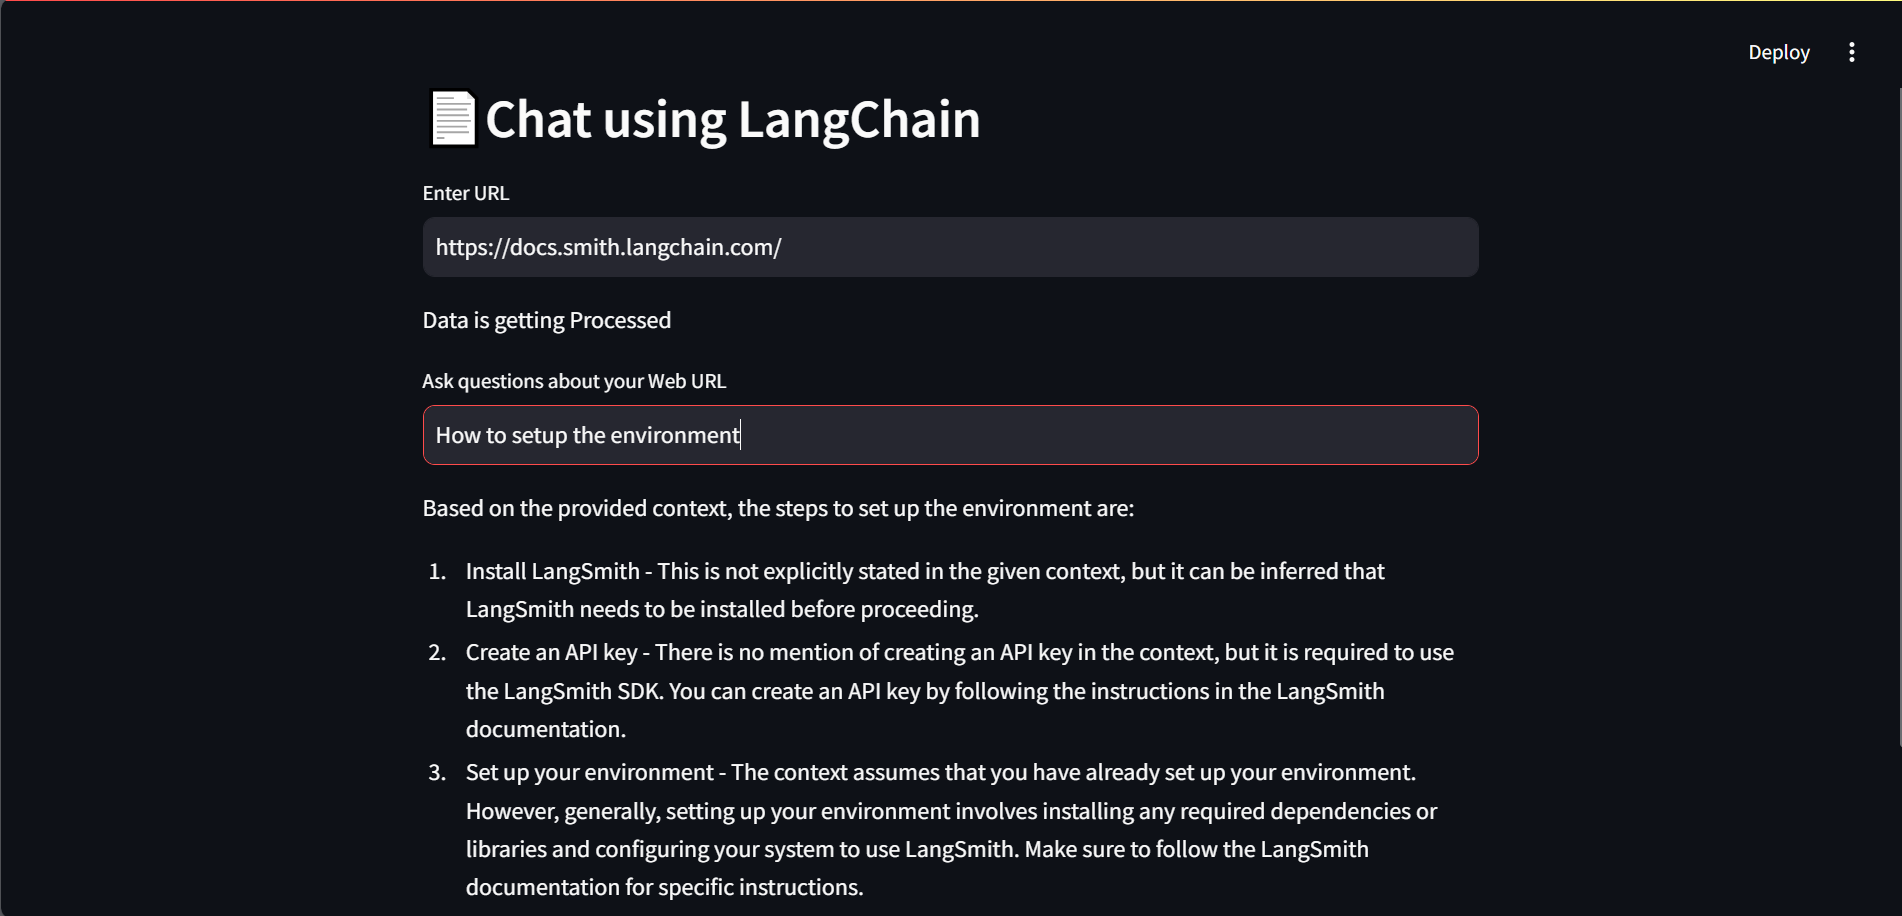 Deploy
Chat using LangChain
Enter URL
https://docs.smith.langchain.com/
Data is getting Processed
Ask questions about your Web URL
How to setup the environment
Based on the provided context, the steps to set up the environment are:
1. Install LangSmith - This is not explicitly stated in the given context, but it can be inferred that
LangSmith needs to be installed before proceeding.
2. Create an API key - There is no mention of creating an API key in the context, but it is required to use
the LangSmith SDK. You can create an API key by following the instructions in the LangSmith
documentation.
3. Set up your environment - The context assumes that you have already set up your environment.
However, generally, setting up your environment involves installing any required dependencies or
libraries and configuring your system to use LangSmith. Make sure to follow the LangSmith
documentation for specific instructions.